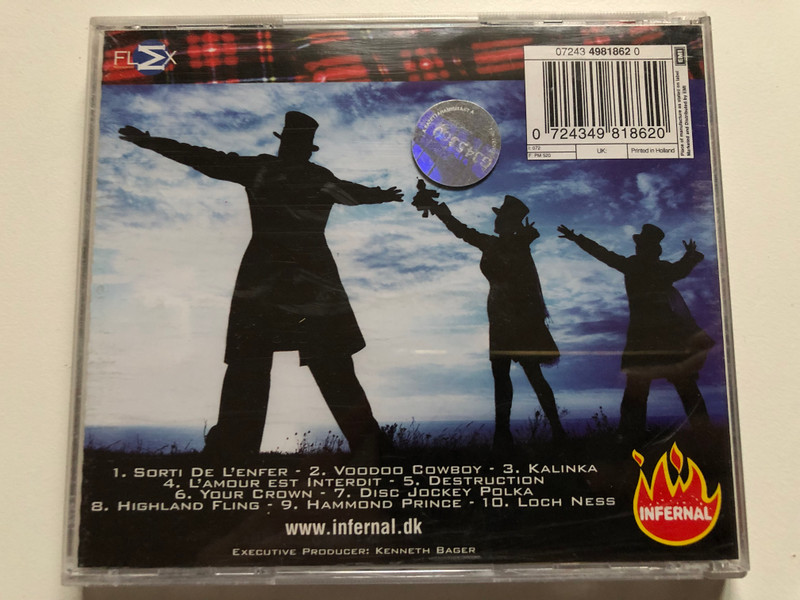 FLEX
07243 4981862 0
EMI
0 724349 818620
UK:
Printed in Holland
1. Sorti De L'enfer - 2. Voodoo Cowboy - 3. Kalinka
4. L'amour est Interdit - 5. Destruction
6. Your Crown - 7. Disc Jockey Polka
8. Highland Fling - 9. Hammond Prince - 10. Loch Ness
www.infernal.dk
Executive Producer: Kenneth Bager
INFERNAL